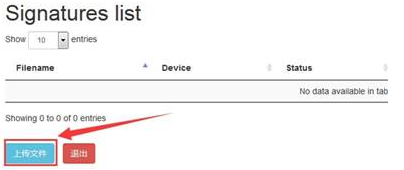 Signatures list
Show 10 entries
Filename Device Status
No data available in tab
Showing 0 to 0 of 0 entries
上传文件 退出